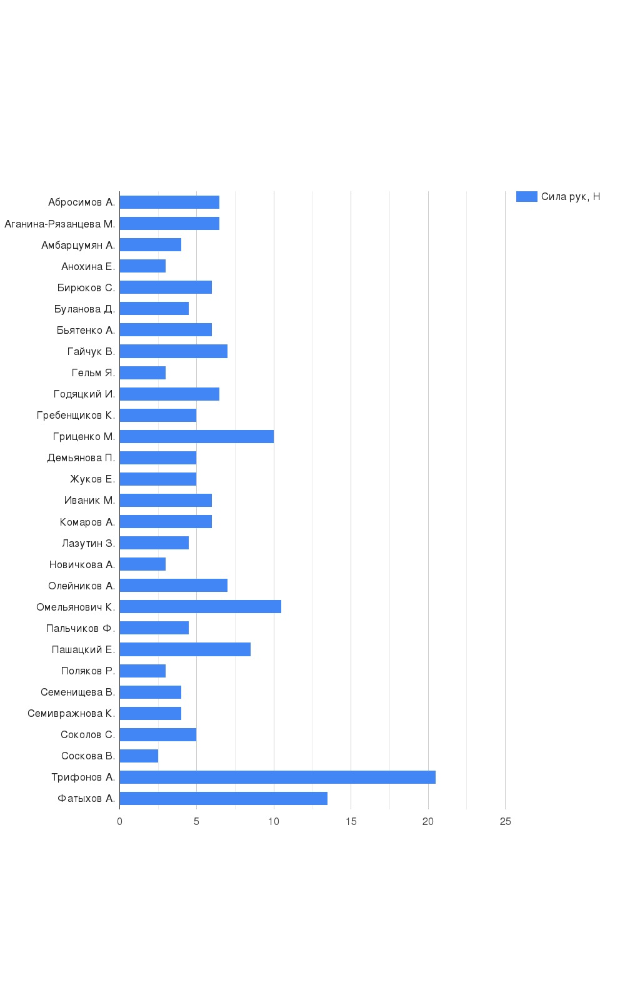 Сила рук, Н
Абросимов А.
Аганина-Рязанцева М.
Амбарцумян А.
Анохина Е.
Бирюков С.
Буланова Д.
Бьятенко А.
Гайчук В.
Гельм Я.
Годяцкий И.
Гребенщиков К.
Гриценко М.
Демьянова П.
Жуков Е.
Иваник М.
Комаров А.
Лазутин З.
Новичкова А.
Олейников А.
Омельянович К.
Пальчиков Ф.
Пашацкий Е.
Поляков Р.
Семенищева В.
Семивражнова К.
Соколов С.
Соскова В.
Трифонов А.
Фатыхов А.
0 5 10 15 20 25